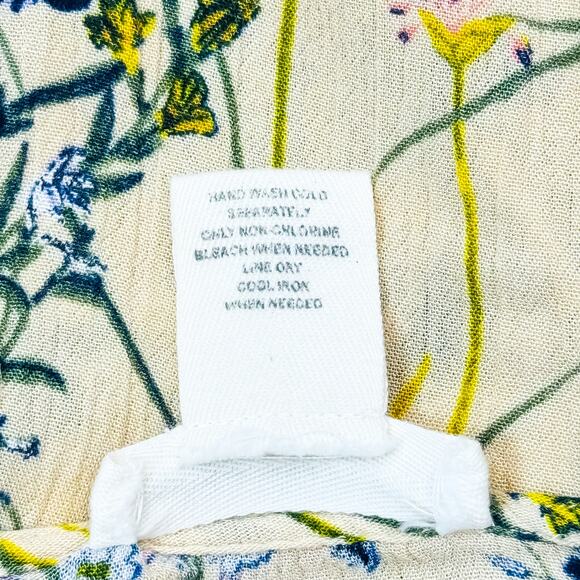 HAND WASH COLD
SEPARATELY
ONLY NON-CHLORINE
BLEACH WHEN NEEDED
LINE DRY
COOL IRON
WHEN NEEDED